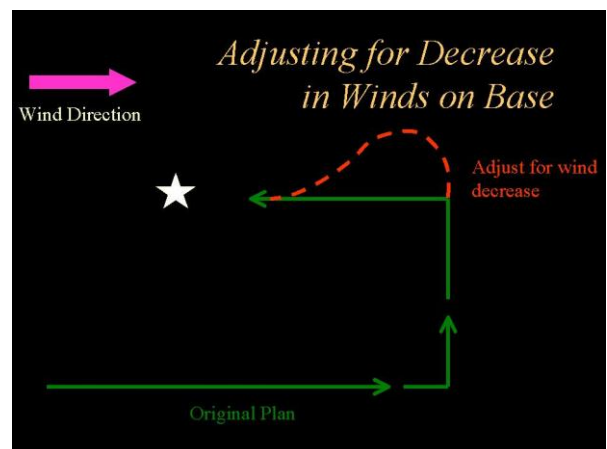 Adjusting for Decrease
in Winds on Base
Wind Direction
Adjust for wind
decrease
Original Plan